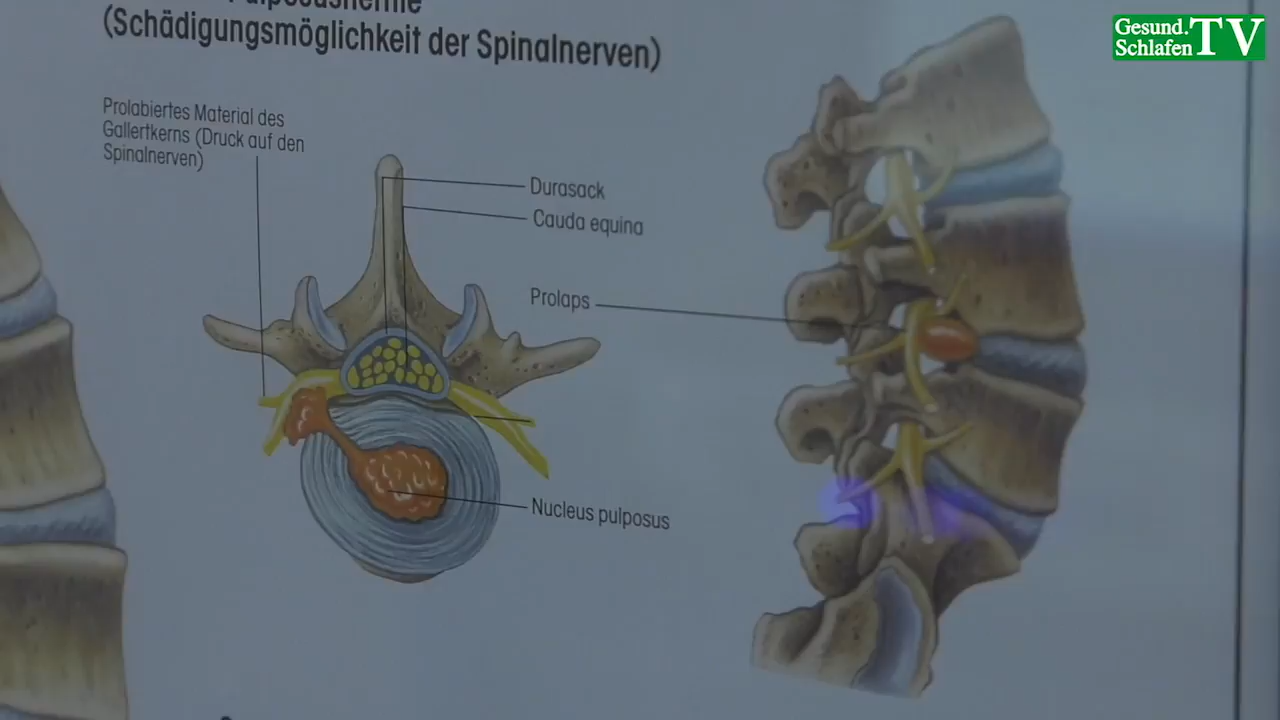 (Schädigungsmöglichkeit der Spinalnerven)
Gesund.
Schlafen TV
Prolabiertes Material des
Gallertkerns (Druck auf den
Spinalnerven)
Durasack
Cauda equina
Prolaps
Nucleus pulposus